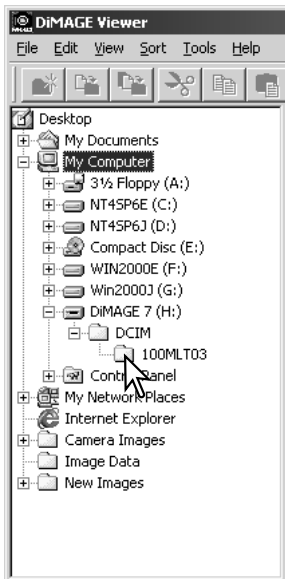 DiMAGE Viewer
File Edit View Sort Tools Help
Desktop
My Documents
My Computer
3½ Floppy (A:)
NT4SP6E (C:)
NT4SP6J (D:)
Compact Disc (E:)
WIN2000E (F:)
Win2000J (G:)
DiMAGE 7 (H:)
DCIM
100MLT03
Control Panel
My Network Places
Internet Explorer
Camera Images
Image Data
New Images